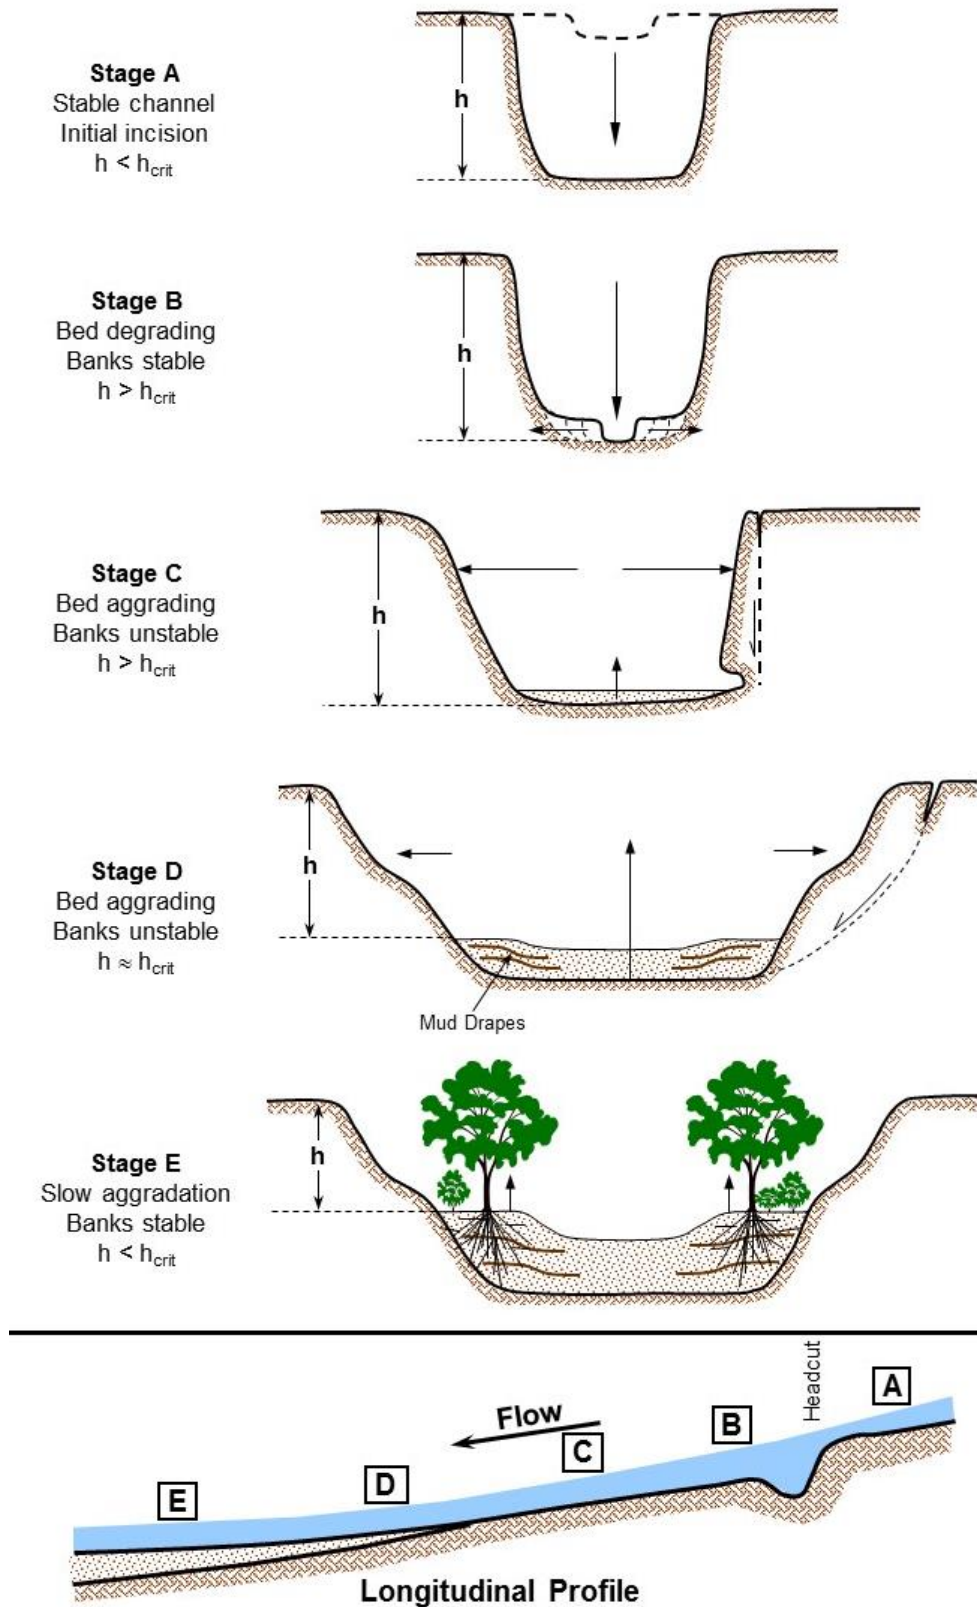 Stage A
Stable channel
Initial incision
h < hcrit
h
Stage B
Bed degrading
Banks stable
h > hcrit
h
Stage C
Bed aggrading
Banks unstable
h > hcrit
h
Stage D
Bed aggrading
Banks unstable
h ≈ hcrit
h
Mud Drapes
Stage E
Slow aggradation
Banks stable
h < hcrit
h
Headcut
A
B
Flow
C
D
E
Longitudinal Profile